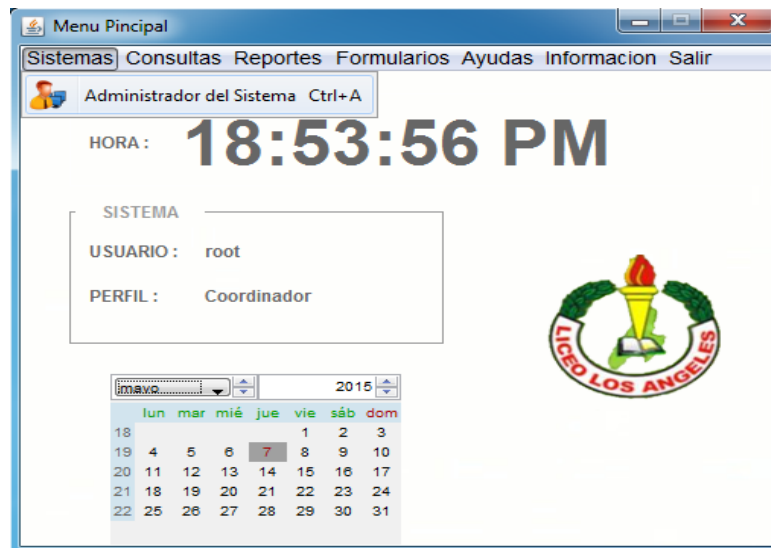 Menu Pincipal
Sistemas Consultas Reportes Formularios Ayudas Informacion Salir
Administrador del Sistema Ctrl+A
HORA : 18:53:56 PM
SISTEMA
USUARIO : root
PERFIL : Coordinador
LICEO LOS ANGELES
mayo 2015
lun mar mié jue vie sáb dom
18 1 2 3
19 4 5 6 7 8 9 10
20 11 12 13 14 15 16 17
21 18 19 20 21 22 23 24
22 25 26 27 28 29 30 31